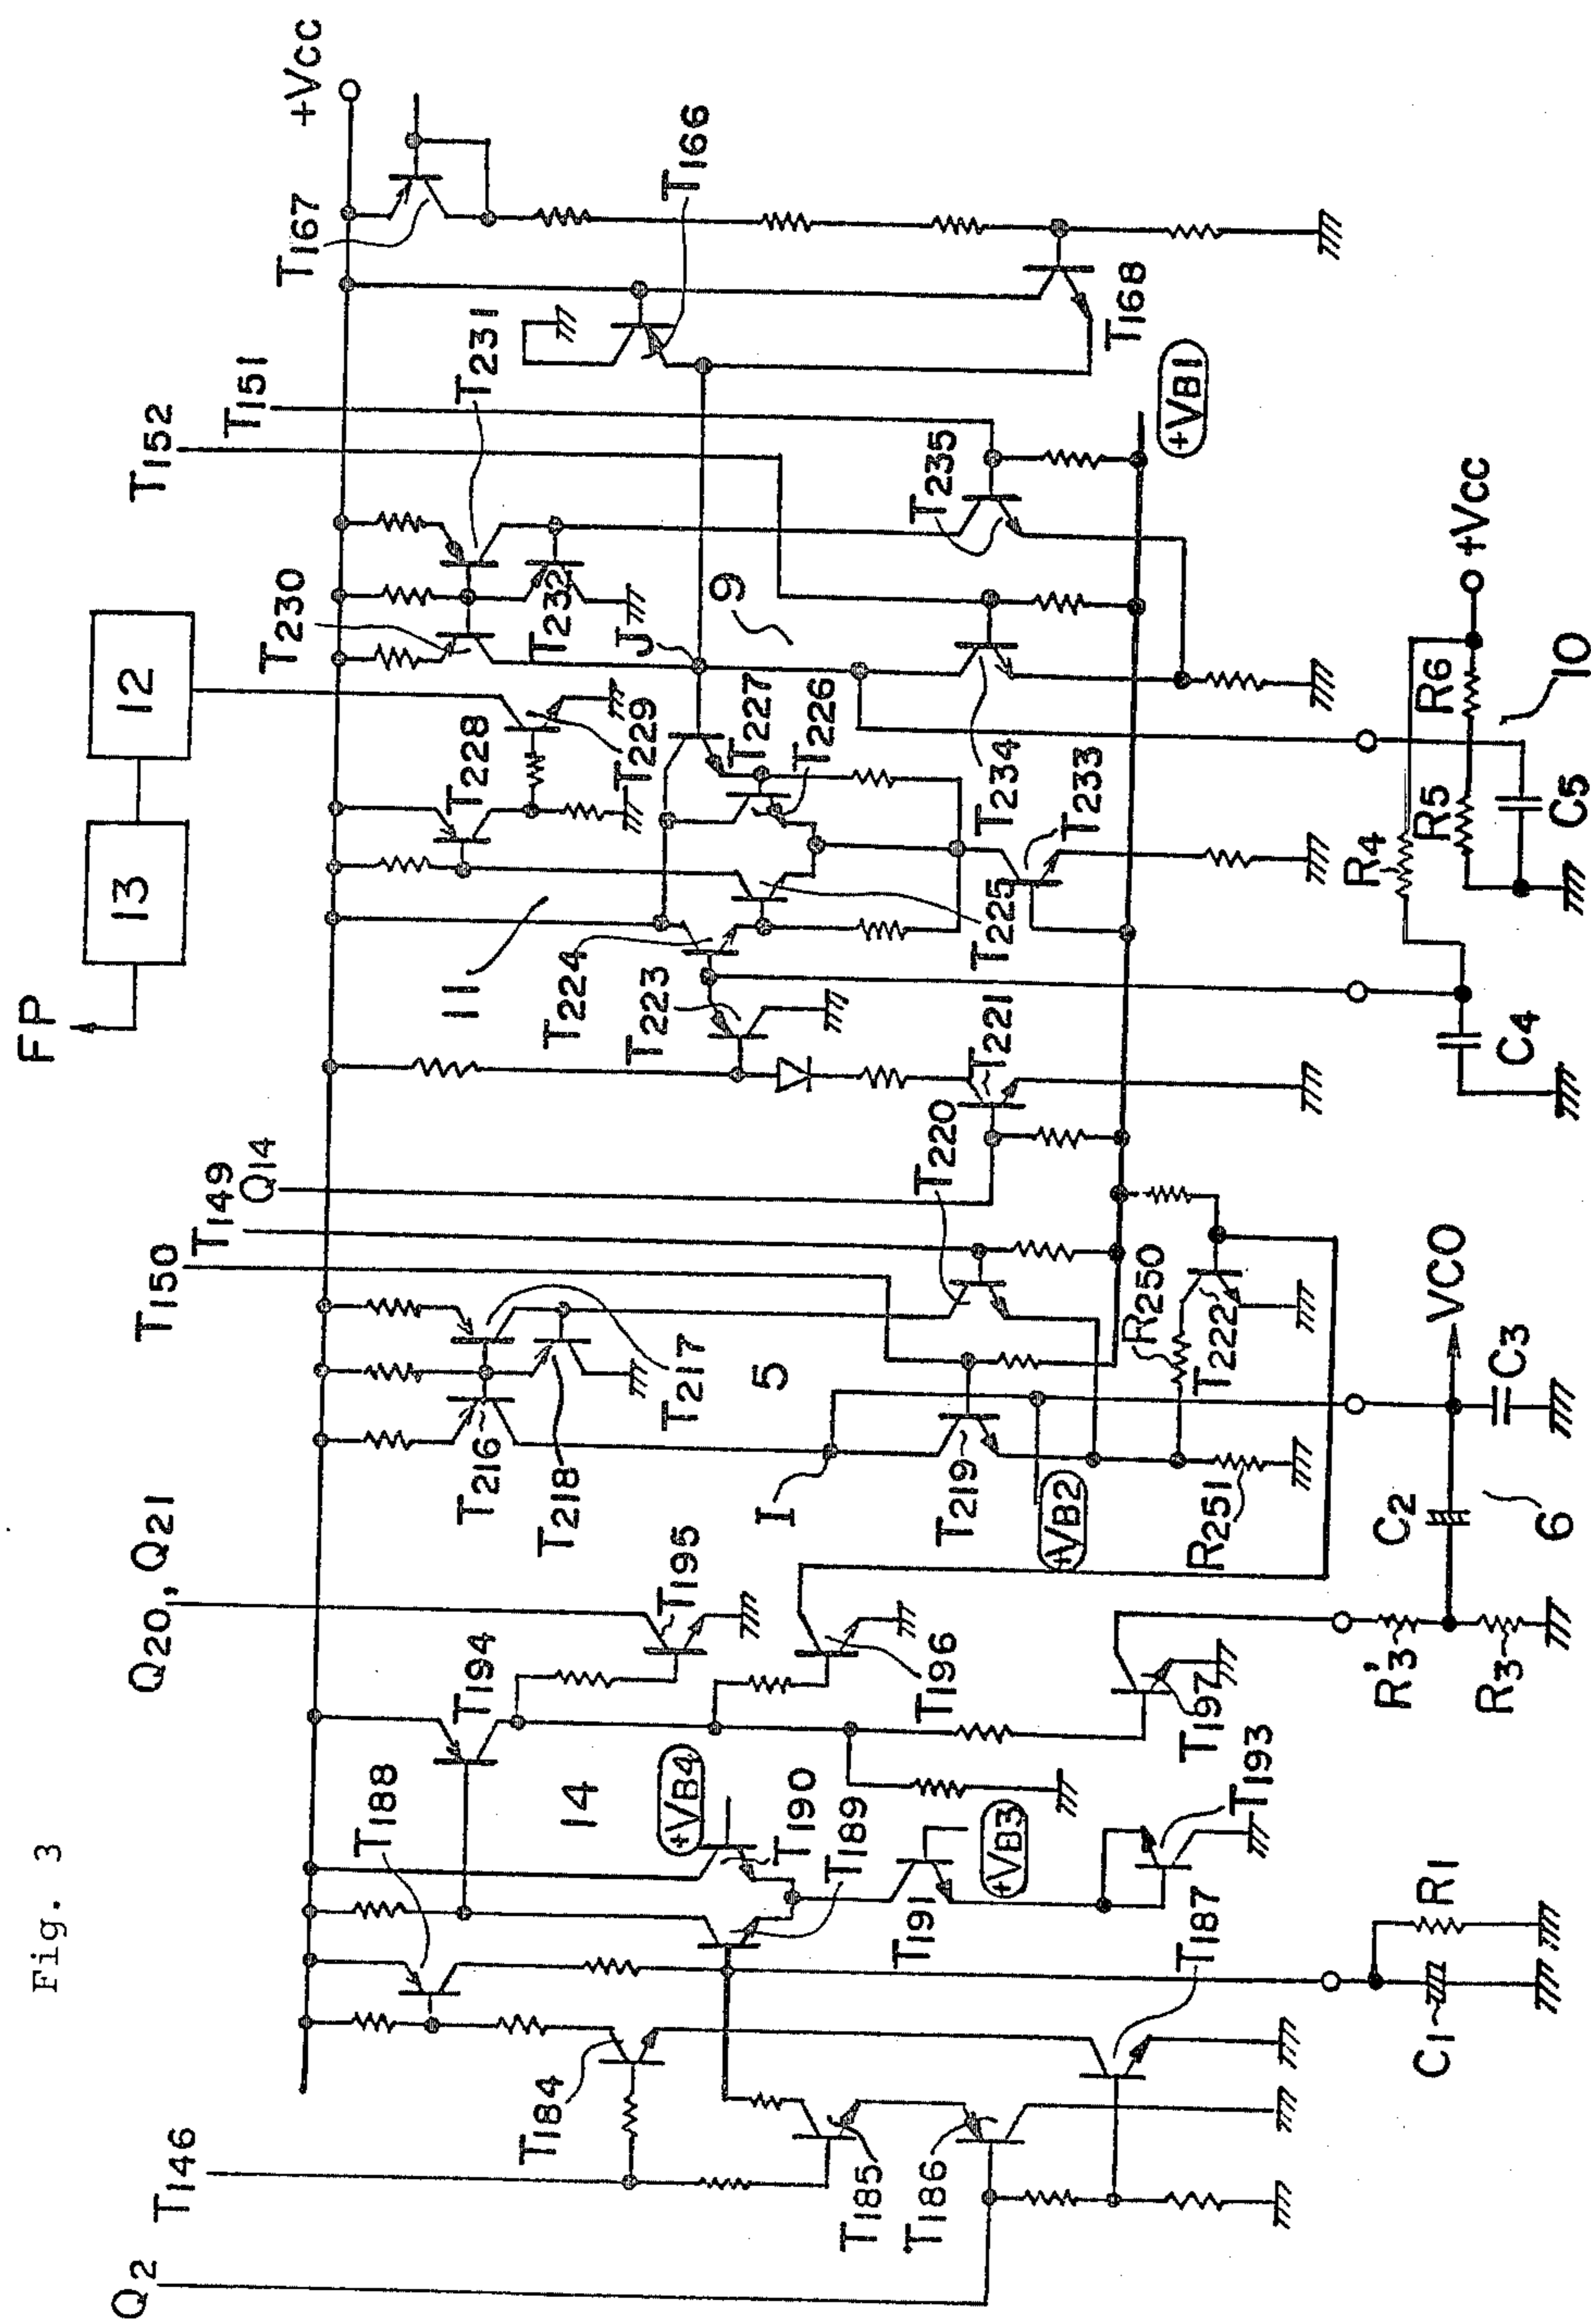 Fig. 3
FP
13
12
+Vcc
Q2
T146
Q20, Q21
T150
T149
Q14
T152
T151
T167
T188
T194
T195
T216
T218
T217
T228
T229
T230
T232
T231
T166
14
+VB4
T184
T190
T189
T196
I
5
11
T224
T223
T227
T226
T225
J
9
T185
T186
T191
+VB3
T187
T193
T197
+VB2
T219
T220
T221
T222
R250
R251
T233
T234
T235
T168
+VB1
C1
R1
R'3
R3
C2
6
C3
VCO
C4
R4
R5
R6
C5
10
+Vcc